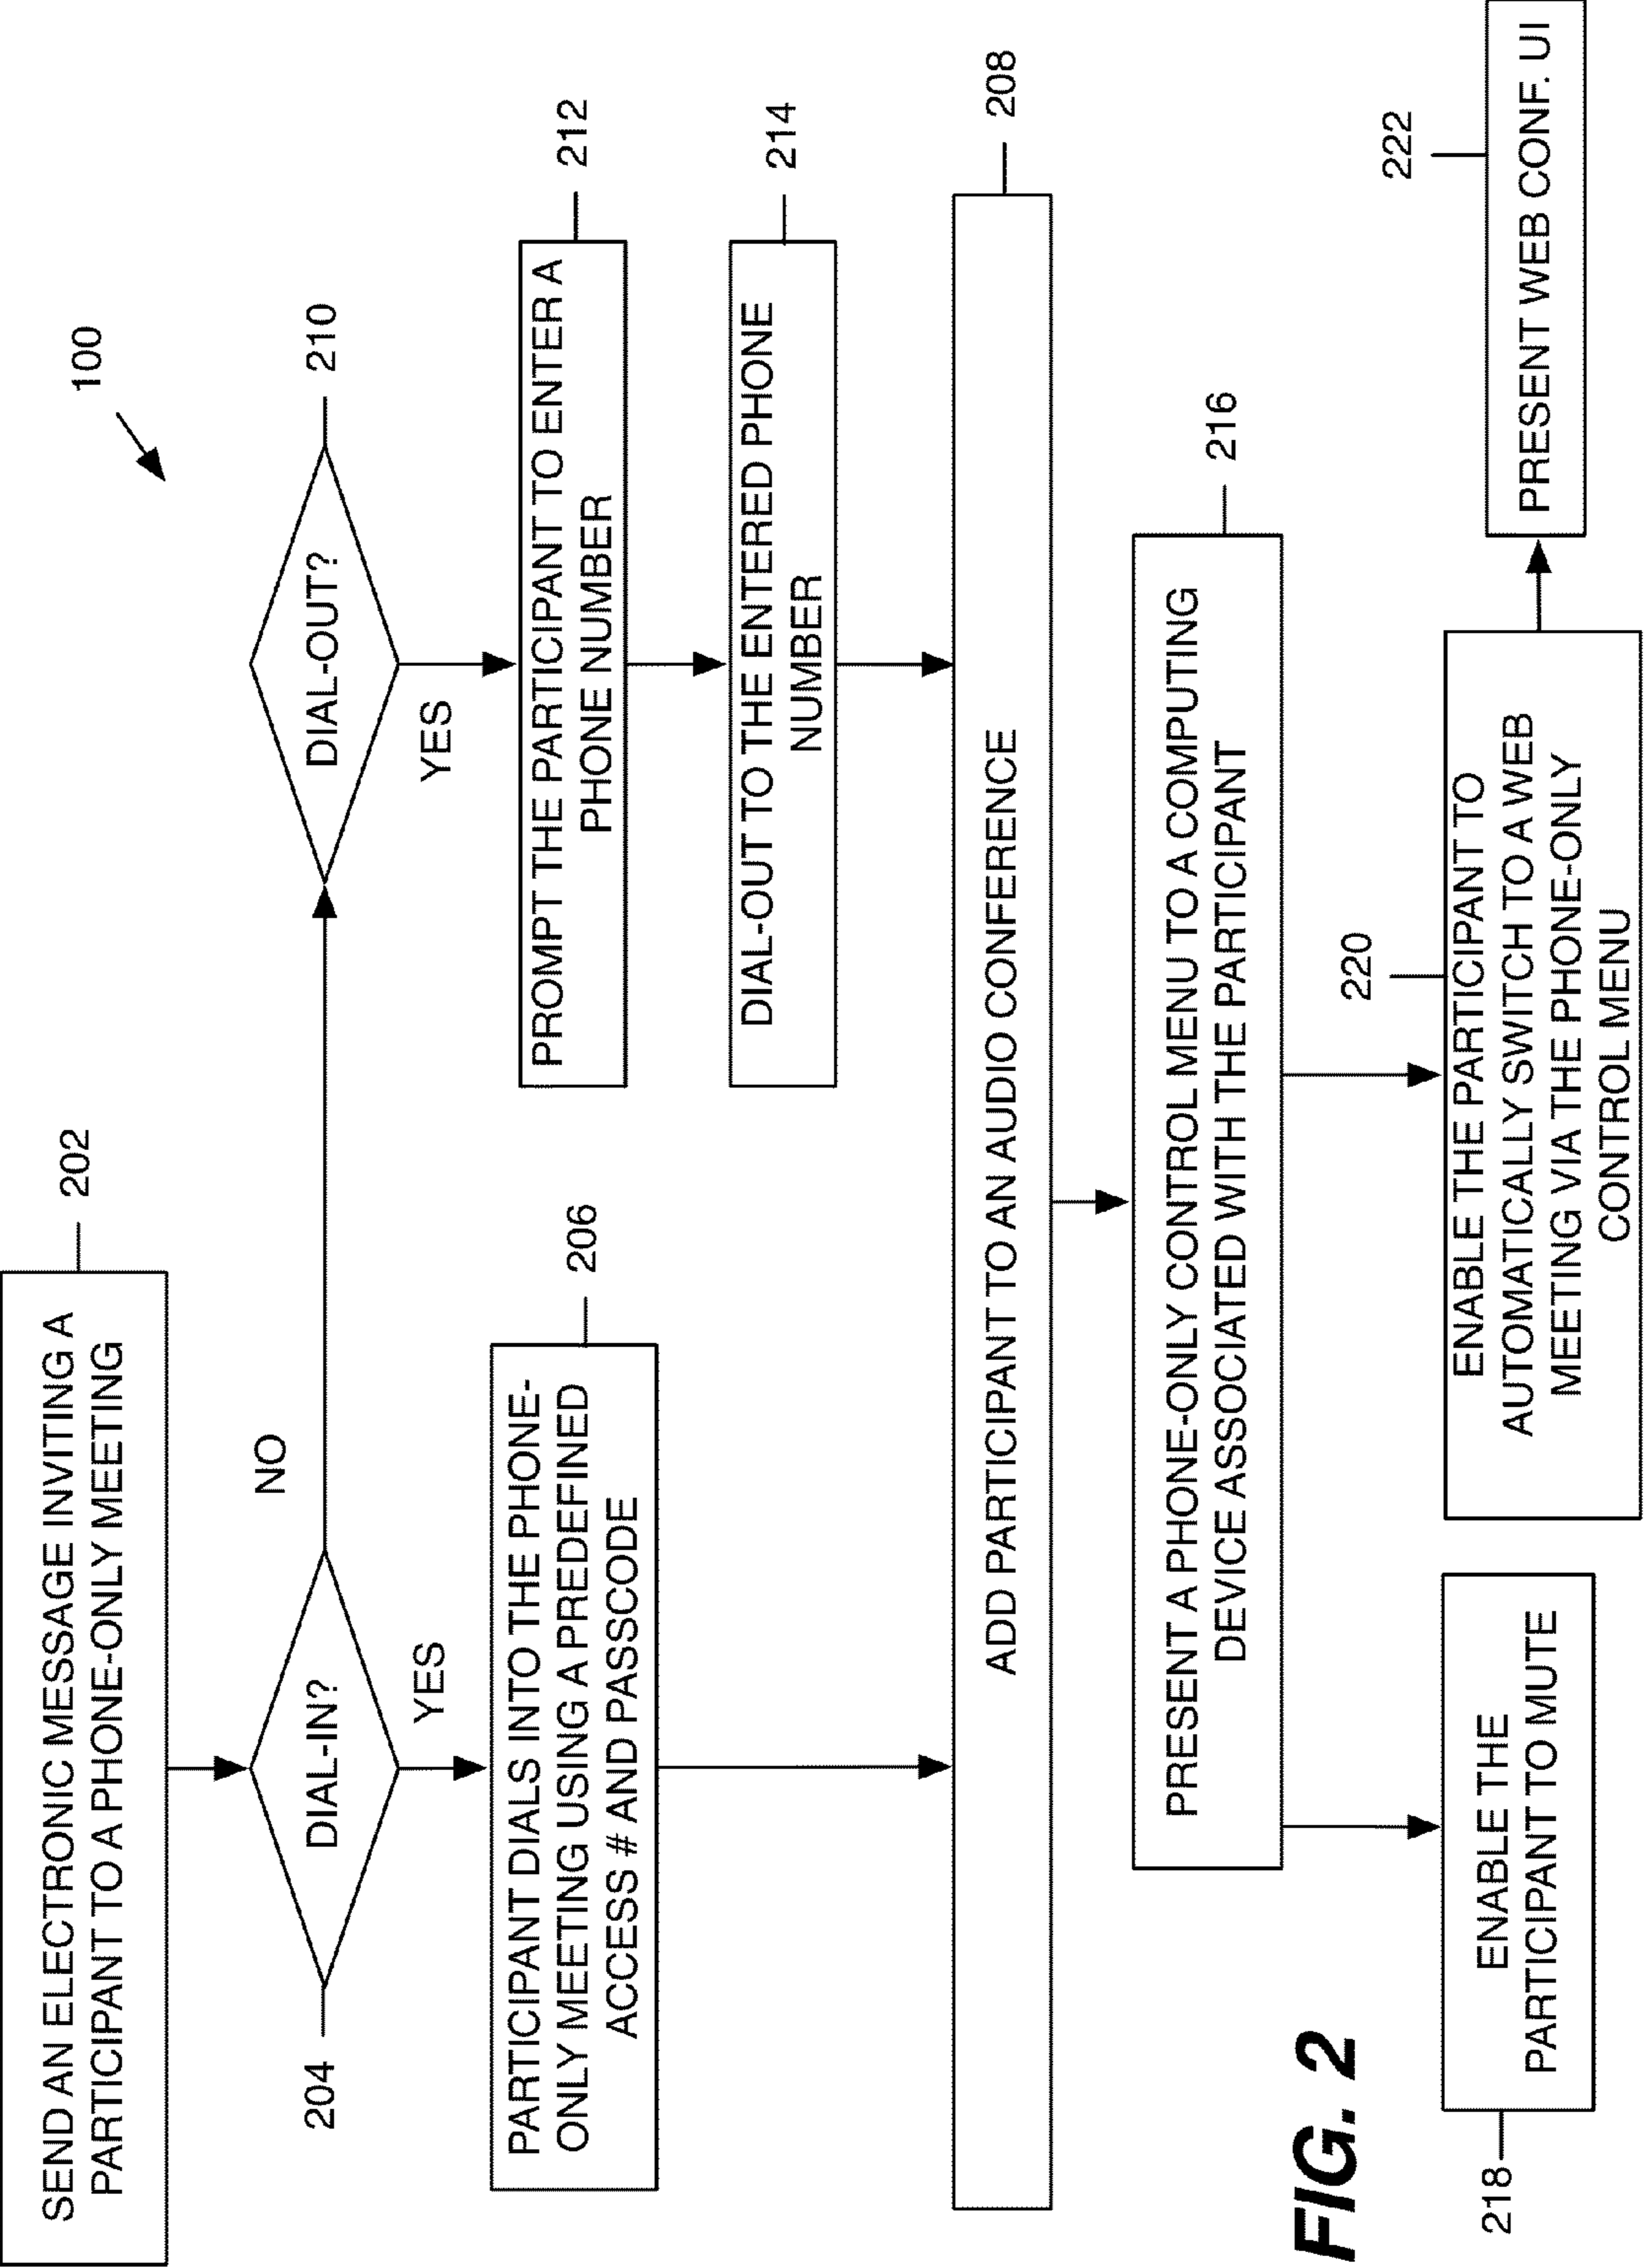 100
SEND AN ELECTRONIC MESSAGE INVITING A
PARTICIPANT TO A PHONE-ONLY MEETING
202
204
DIAL-IN?
NO
DIAL-OUT?
210
YES
YES
PARTICIPANT DIALS INTO THE PHONE-
ONLY MEETING USING A PREDEFINED
ACCESS # AND PASSCODE
206
PROMPT THE PARTICIPANT TO ENTER A
PHONE NUMBER
212
DIAL-OUT TO THE ENTERED PHONE
NUMBER
214
ADD PARTICIPANT TO AN AUDIO CONFERENCE
208
PRESENT A PHONE-ONLY CONTROL MENU TO A COMPUTING
DEVICE ASSOCIATED WITH THE PARTICIPANT
216
218
ENABLE THE
PARTICIPANT TO MUTE
220
ENABLE THE PARTICIPANT TO
AUTOMATICALLY SWITCH TO A WEB
MEETING VIA THE PHONE-ONLY
CONTROL MENU
222
PRESENT WEB CONF. UI
FIG. 2